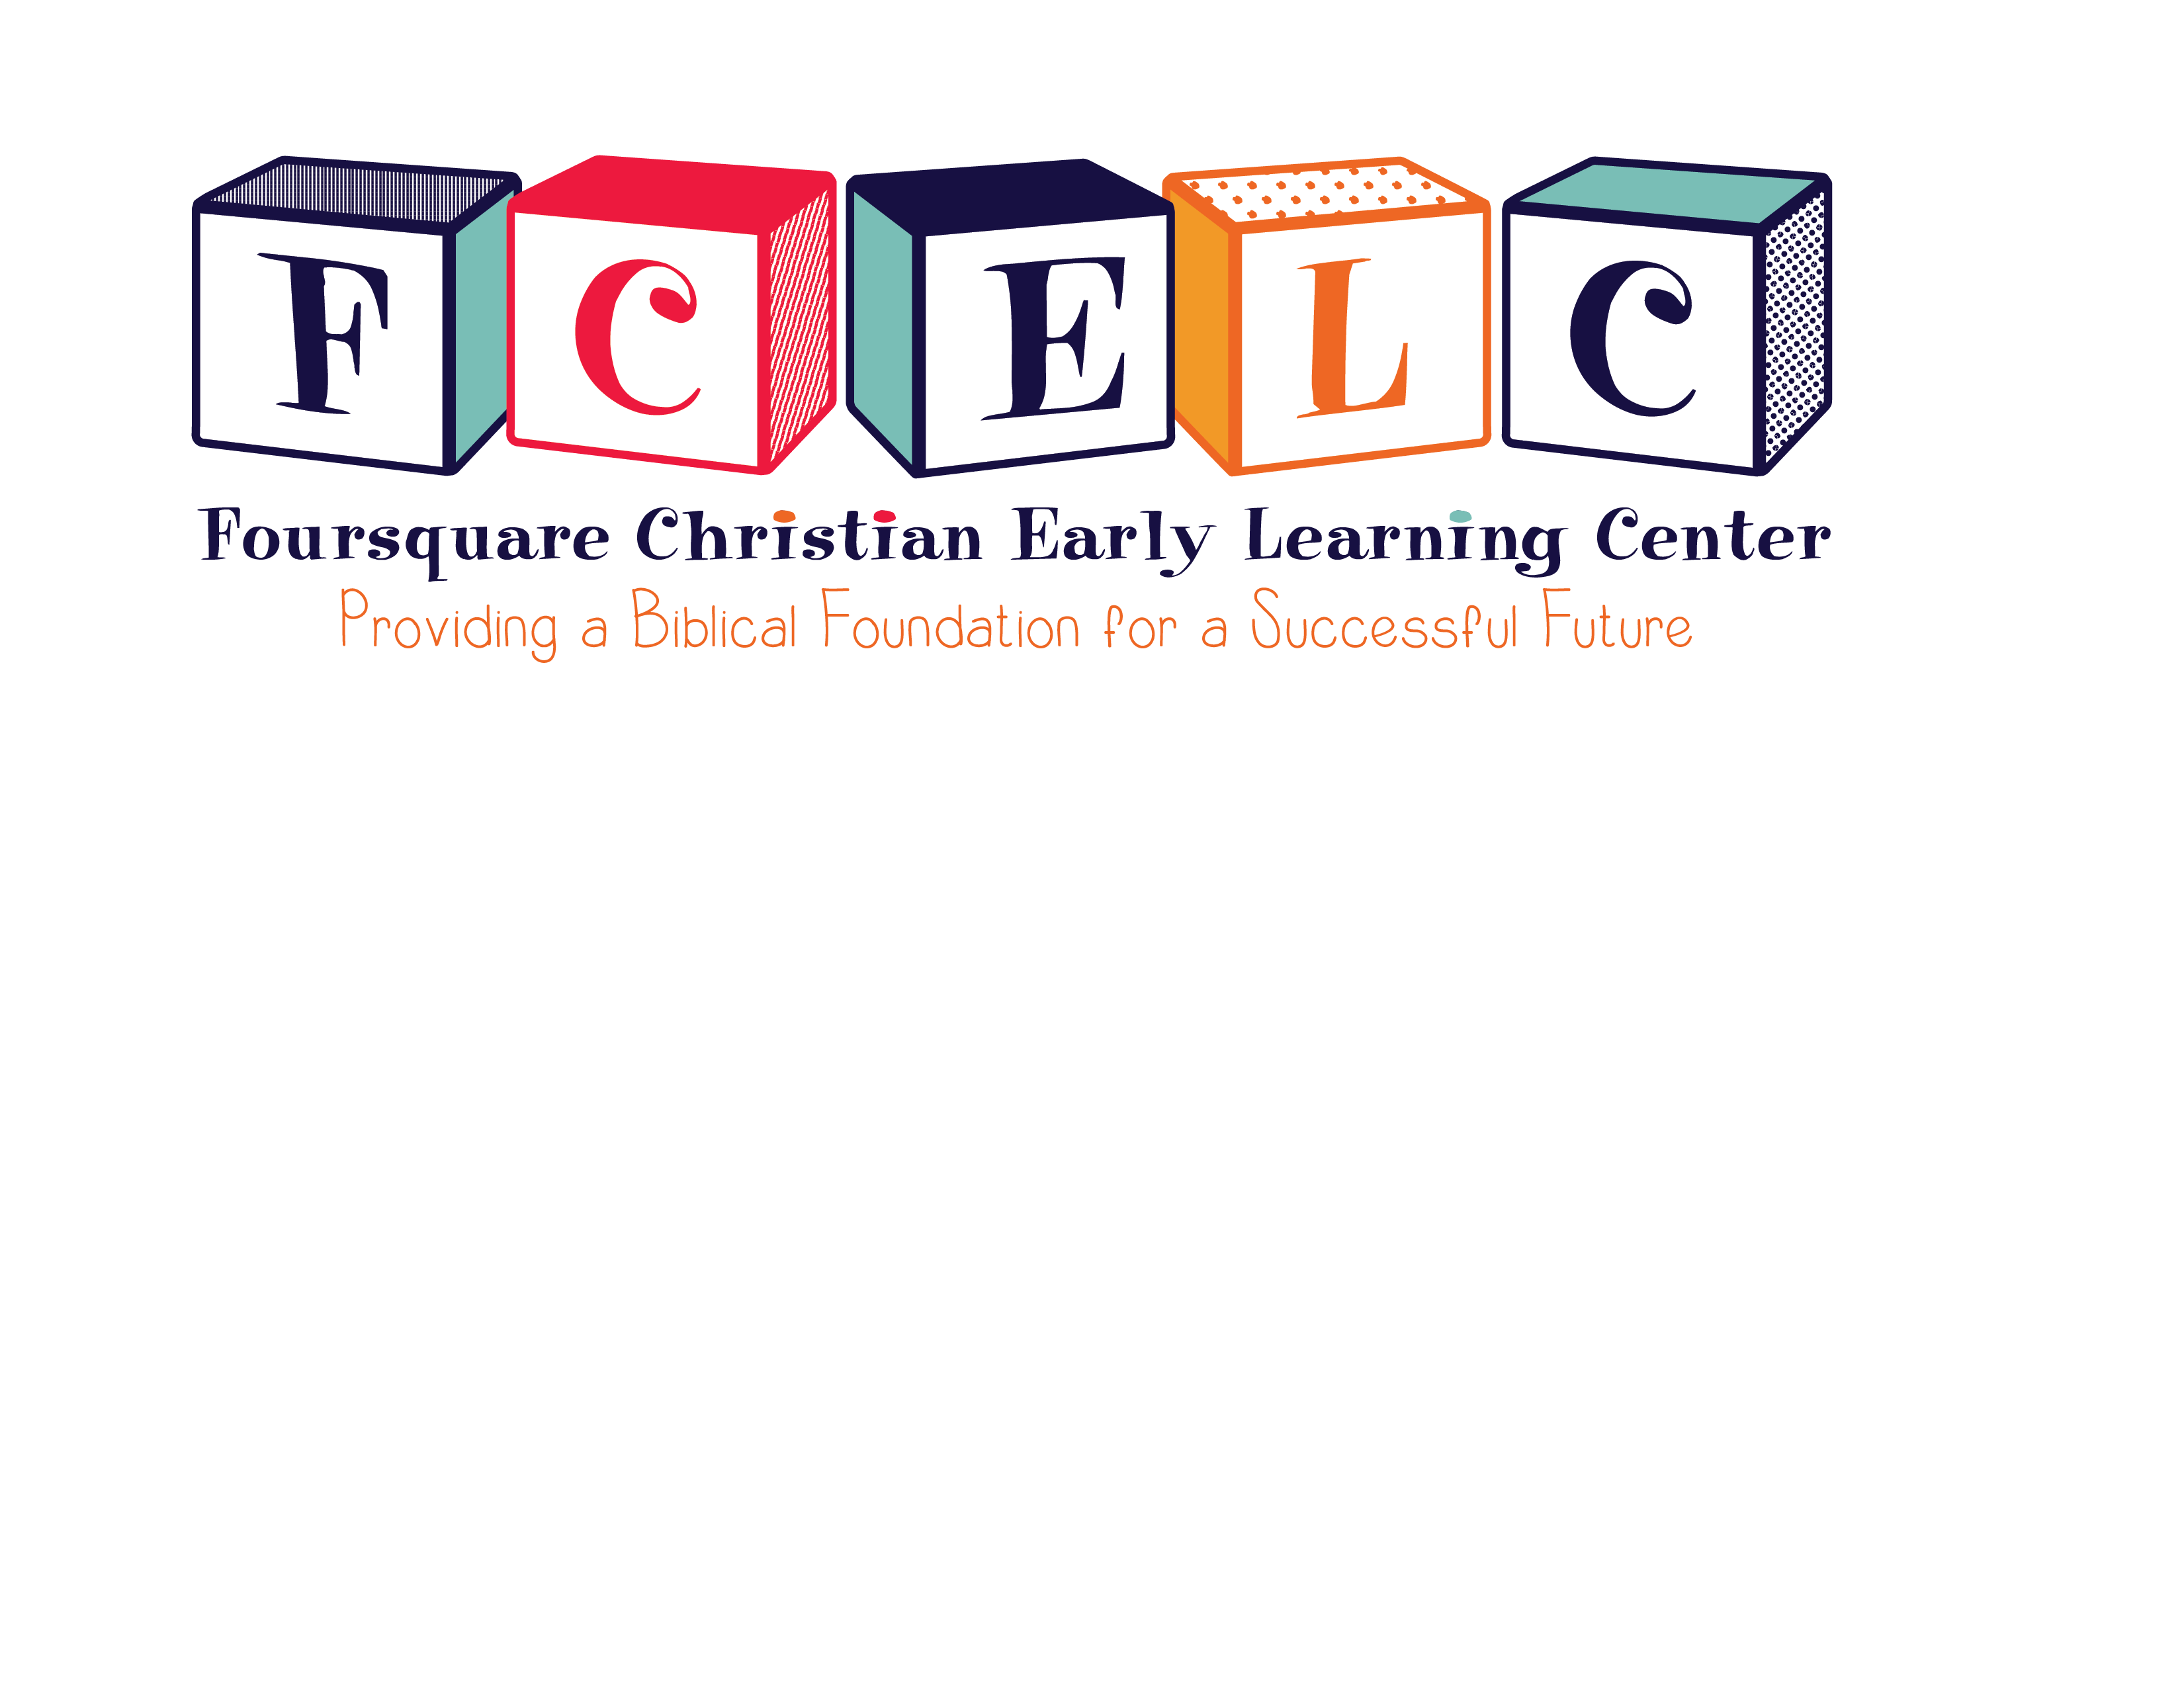 F C E L C
Foursquare Christian Early Learning Center
Providing a Biblical Foundation for a Successful Future